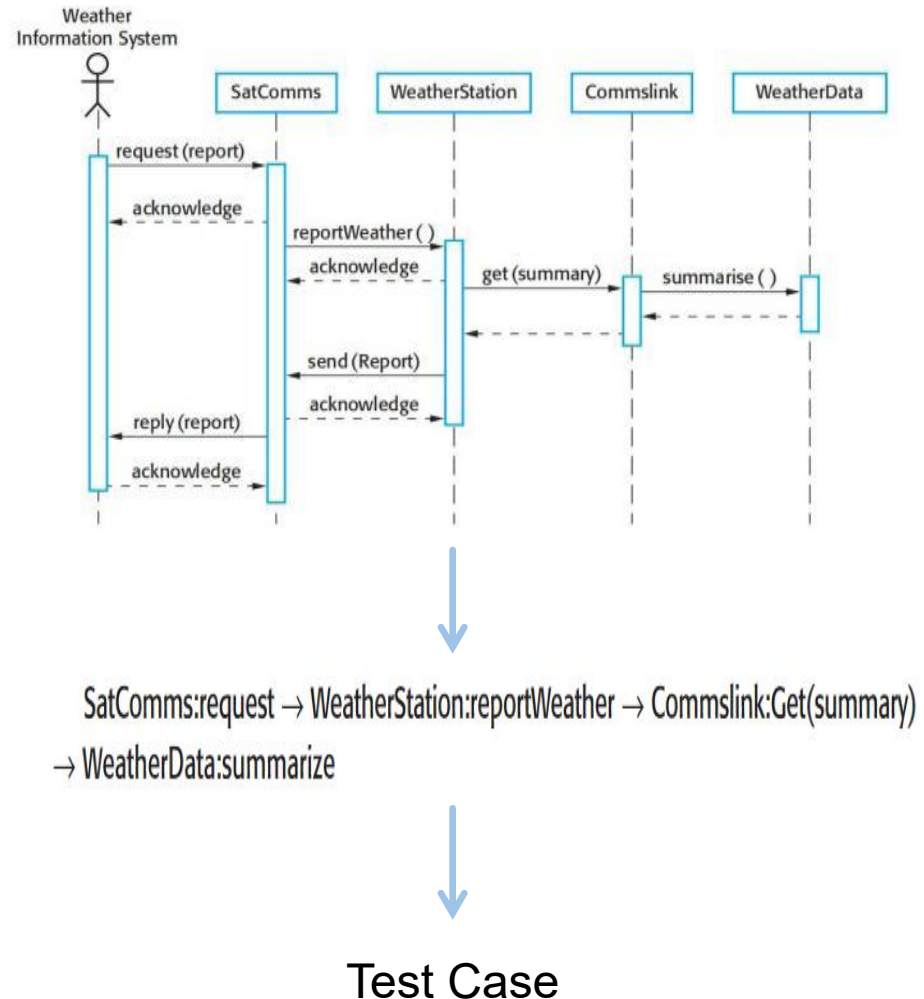 Weather
Information System
SatComms
WeatherStation
Commslink
WeatherData
request (report)
acknowledge
reportWeather ( )
acknowledge
get (summary)
summarise ( )
send (Report)
acknowledge
reply (report)
acknowledge
SatComms:request → WeatherStation:reportWeather → Commslink:Get(summary)
→ WeatherData:summarize
Test Case